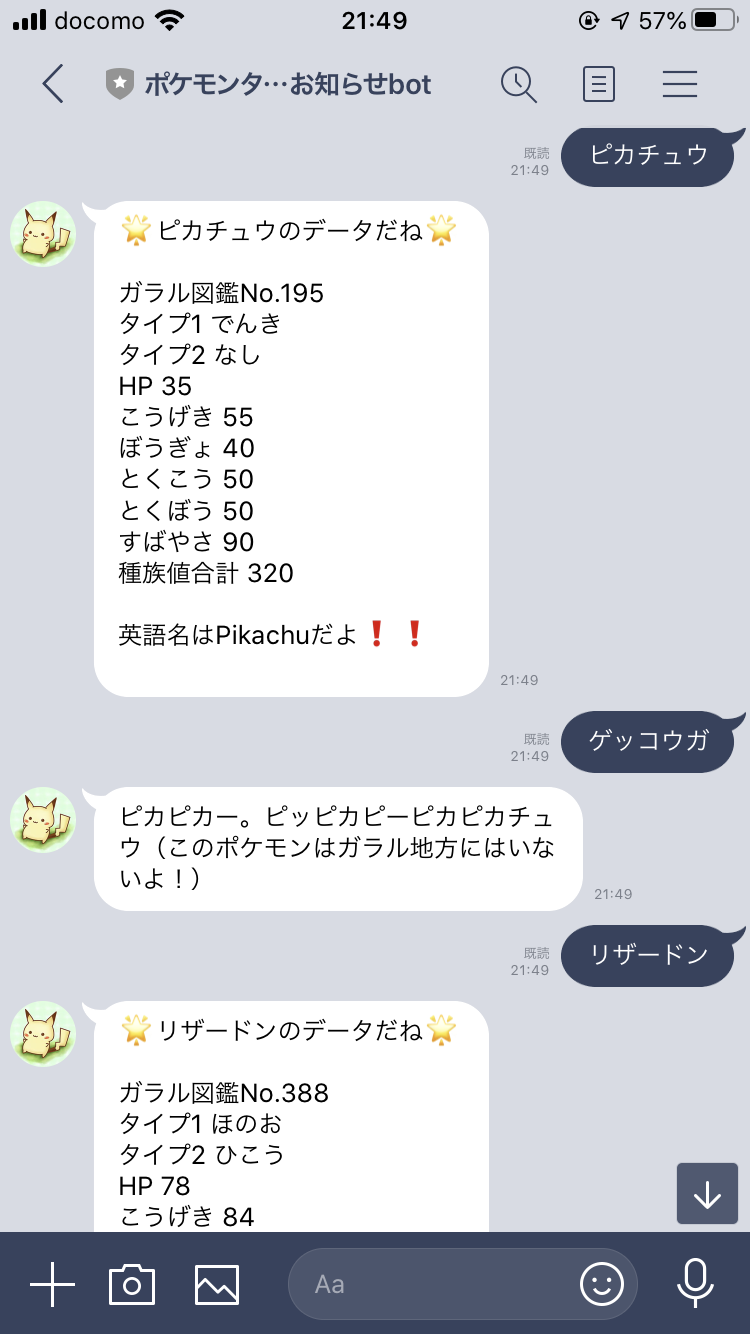 docomo 21:49 57%
ポケモンタ…お知らせbot
ピカチュウ
既読
21:49
🌟ピカチュウのデータだね🌟
ガラル図鑑No.195
タイプ1 でんき
タイプ2 なし
HP 35
こうげき 55
ぼうぎょ 40
とくこう 50
とくぼう 50
すばやさ 90
種族値合計 320
英語名はPikachuだよ❗❗
21:49
ゲッコウガ
既読
21:49
ピカピカー。ピッピカピーピカピカチュ
ウ（このポケモンはガラル地方にはいな
いよ！）
21:49
リザードン
既読
21:49
🌟リザードンのデータだね🌟
ガラル図鑑No.388
タイプ1 ほのお
タイプ2 ひこう
HP 78
こうげき 84
Aa